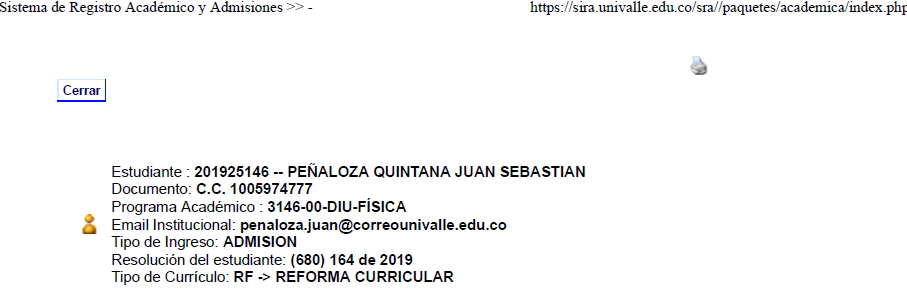 Sistema de Registro Académico y Admisiones >> - https://sira.univalle.edu.co/sra//paquetes/academica/index.php
Cerrar
Estudiante : 201925146 -- PEÑALOZA QUINTANA JUAN SEBASTIAN
Documento: C.C. 1005974777
Programa Académico : 3146-00-DIU-FÍSICA
Email Institucional: penaloza.juan@correounivalle.edu.co
Tipo de Ingreso: ADMISION
Resolución del estudiante: (680) 164 de 2019
Tipo de Currículo: RF -> REFORMA CURRICULAR